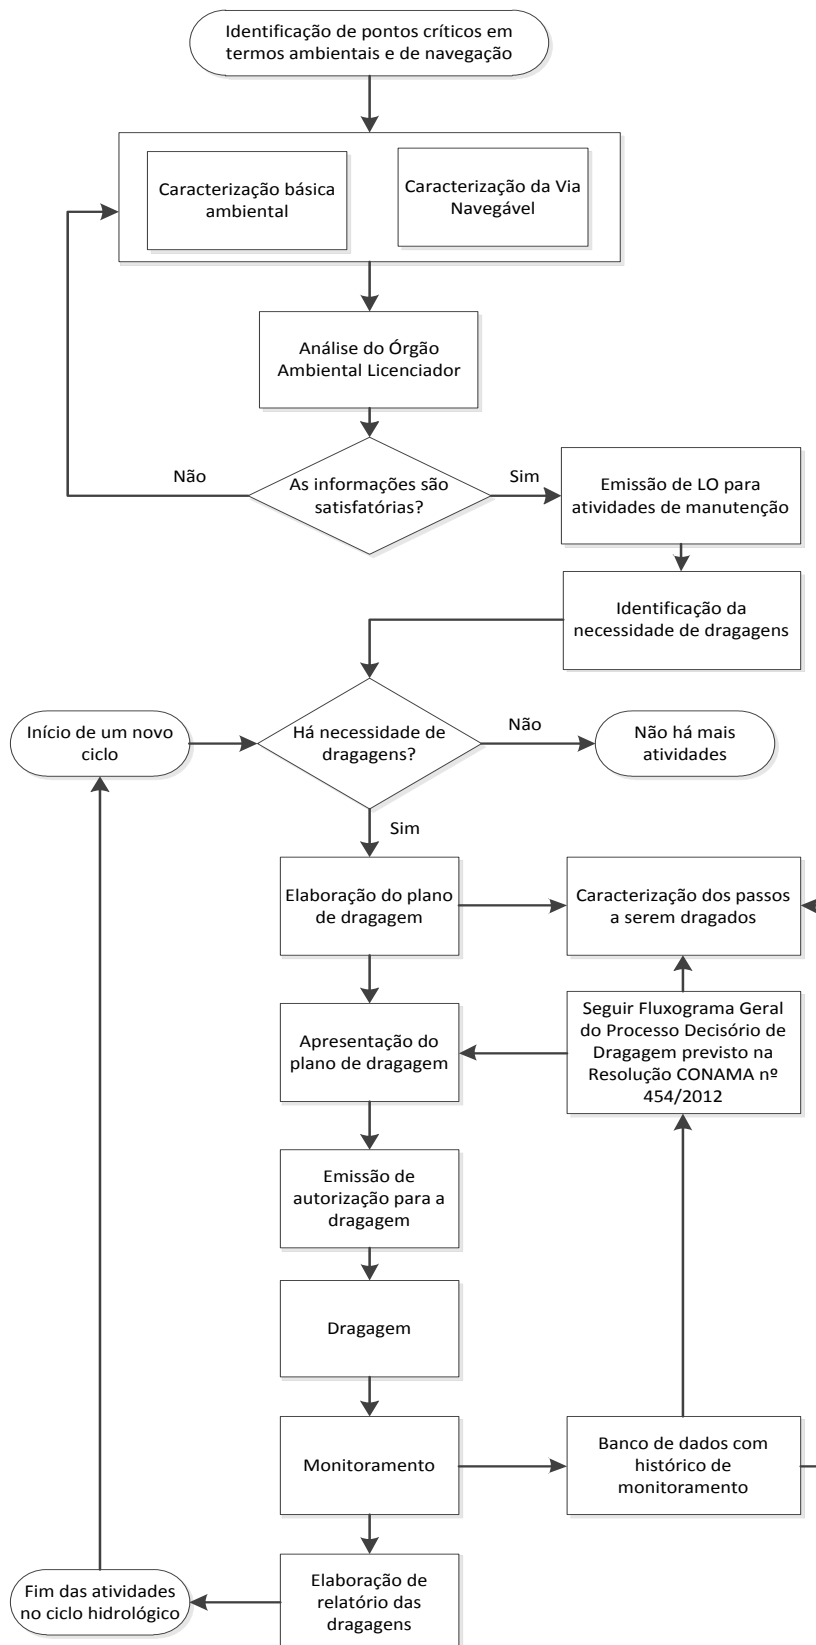 Identificação de pontos críticos em
termos ambientais e de navegação
Caracterização básica
ambiental
Caracterização da Via
Navegável
Análise do Órgão
Ambiental Licenciador
Não
As informações são
satisfatórias?
Sim
Emissão de LO para
atividades de manutenção
Identificação da
necessidade de dragagens
Início de um novo
ciclo
Há necessidade de
dragagens?
Não
Não há mais
atividades
Sim
Elaboração do plano
de dragagem
Caracterização dos passos
a serem dragados
Apresentação do
plano de dragagem
Seguir Fluxograma Geral
do Processo Decisório de
Dragagem previsto na
Resolução CONAMA nº
454/2012
Emissão de
autorização para a
dragagem
Dragagem
Monitoramento
Banco de dados com
histórico de
monitoramento
Fim das atividades
no ciclo hidrológico
Elaboração de
relatório das
dragagens